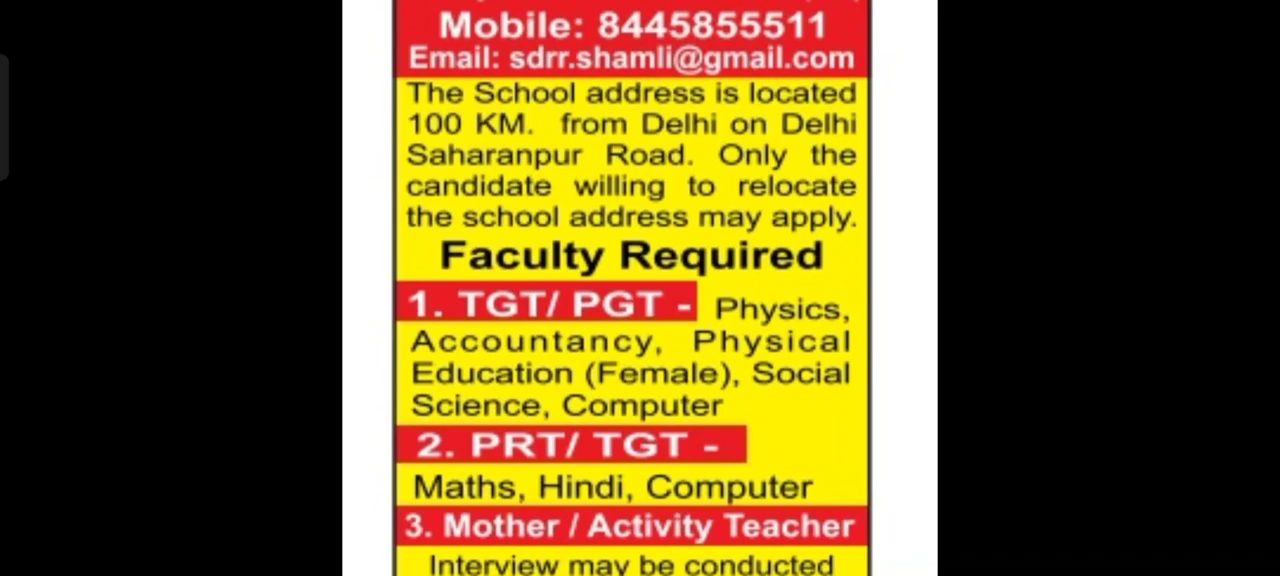 Mobile: 8445855511
Email: sdrr.shamli@gmail.com
The School address is located
100 KM. from Delhi on Delhi
Saharanpur Road. Only the
candidate willing to relocate
the school address may apply.
Faculty Required
1. TGT/ PGT - Physics,
Accountancy, Physical
Education (Female), Social
Science, Computer
2. PRT/ TGT -
Maths, Hindi, Computer
3. Mother / Activity Teacher
Interview may be conducted